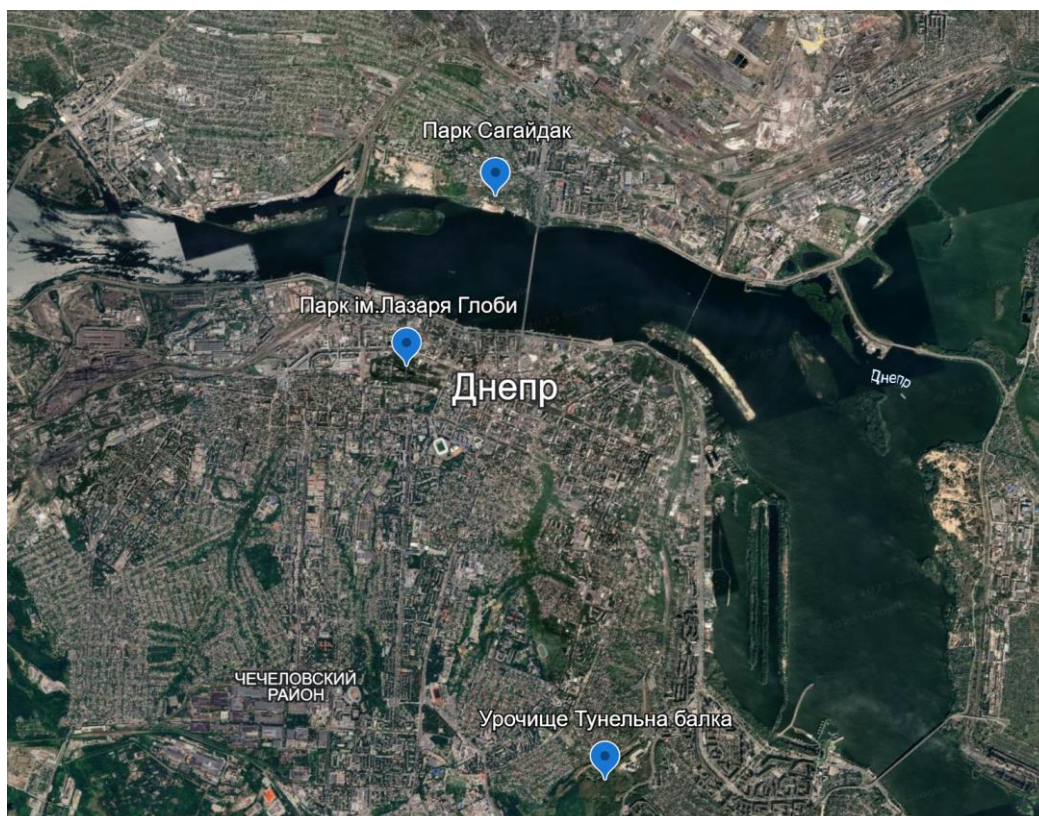 Парк Сагайдак
Парк ім.Лазаря Глоби
Днепр
Днепр
ЧЕЧЕЛОВСКИЙ
РАЙОН
Урочище Тунельна балка